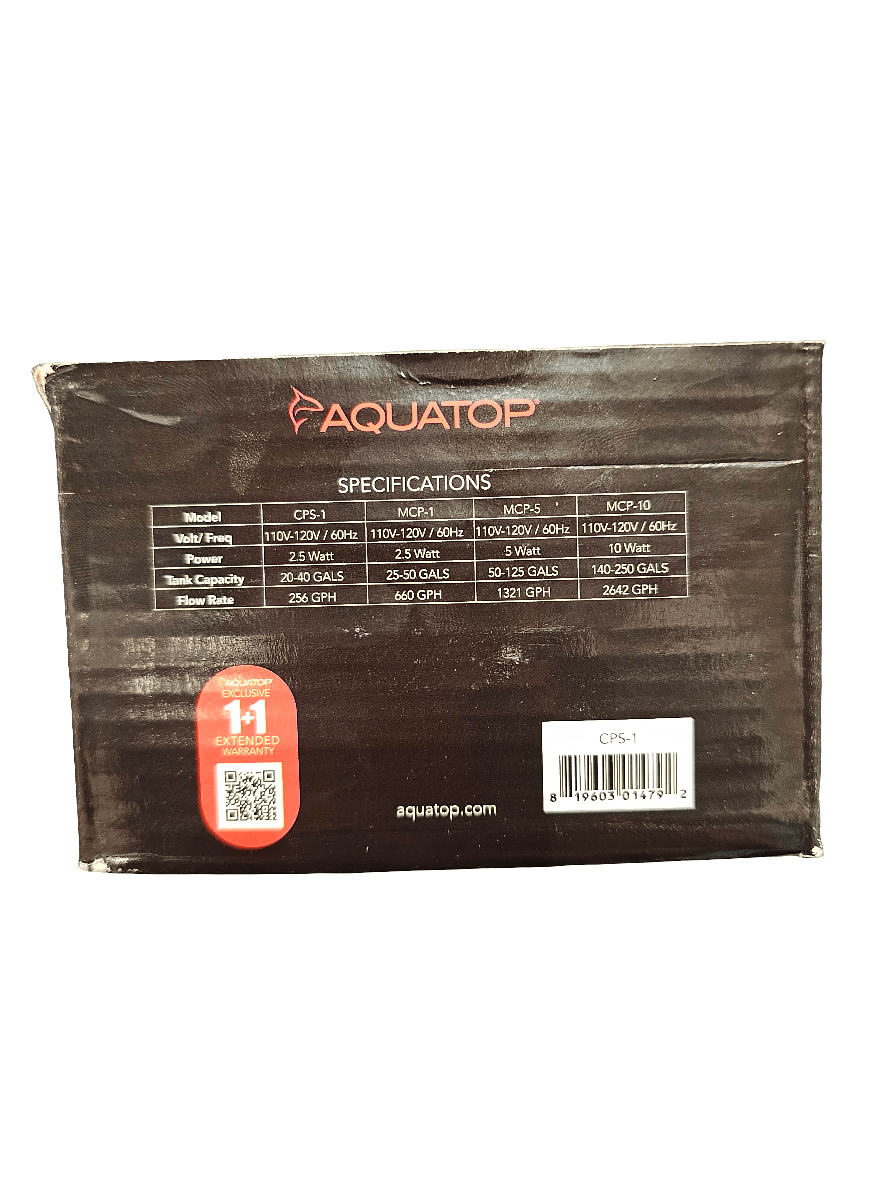 AQUATOP®
SPECIFICATIONS
Model CPS-1 MCP-1 MCP-5 MCP-10
Volt/ Freq 110V-120V / 60Hz 110V-120V / 60Hz 110V-120V / 60Hz 110V-120V / 60Hz
Power 2.5 Watt 2.5 Watt 5 Watt 10 Watt
Tank Capacity 20-40 GALS 25-50 GALS 50-125 GALS 140-250 GALS
Flow Rate 256 GPH 660 GPH 1321 GPH 2642 GPH
AQUATOP
EXCLUSIVE
1+1
EXTENDED
WARRANTY
aquatop.com
CPS-1
8 19603 01479 2